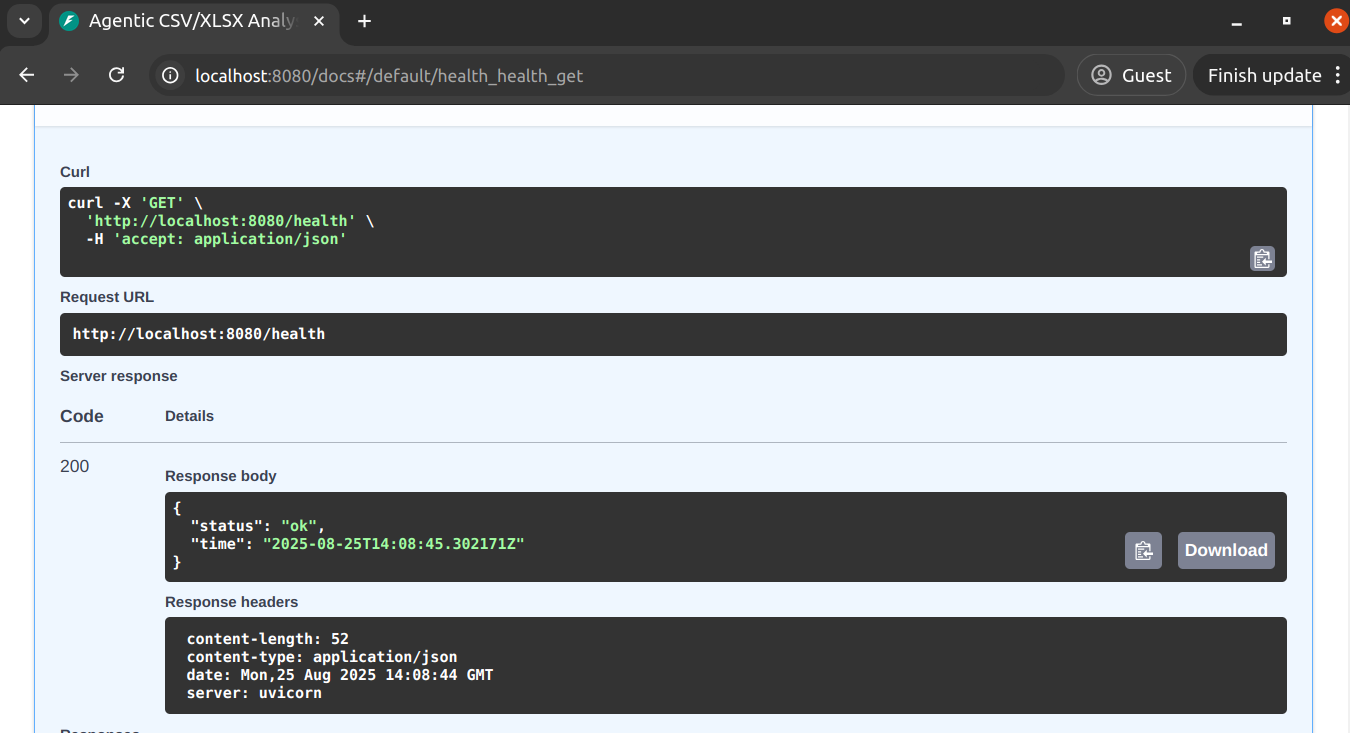 Agentic CSV/XLSX Analy
localhost:8080/docs#/default/health_health_get
Guest
Finish update
Curl
curl -X 'GET' \
  'http://localhost:8080/health' \
  -H 'accept: application/json'
Request URL
http://localhost:8080/health
Server response
Code Details
200
Response body
{
  "status": "ok",
  "time": "2025-08-25T14:08:45.302171Z"
}
Download
Response headers
content-length: 52
content-type: application/json
date: Mon,25 Aug 2025 14:08:44 GMT
server: uvicorn
Responses